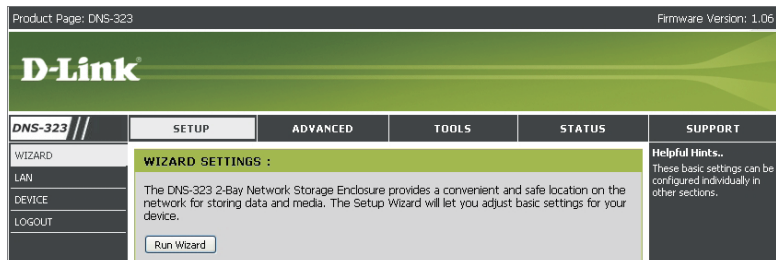 Product Page: DNS-323
Firmware Version: 1.06
D-Link
DNS-323
SETUP
ADVANCED
TOOLS
STATUS
SUPPORT
WIZARD
LAN
DEVICE
LOGOUT
WIZARD SETTINGS :
The DNS-323 2-Bay Network Storage Enclosure provides a convenient and safe location on the
network for storing data and media. The Setup Wizard will let you adjust basic settings for your
device.
Run Wizard
Helpful Hints..
These basic settings can be
configured individually in
other sections.